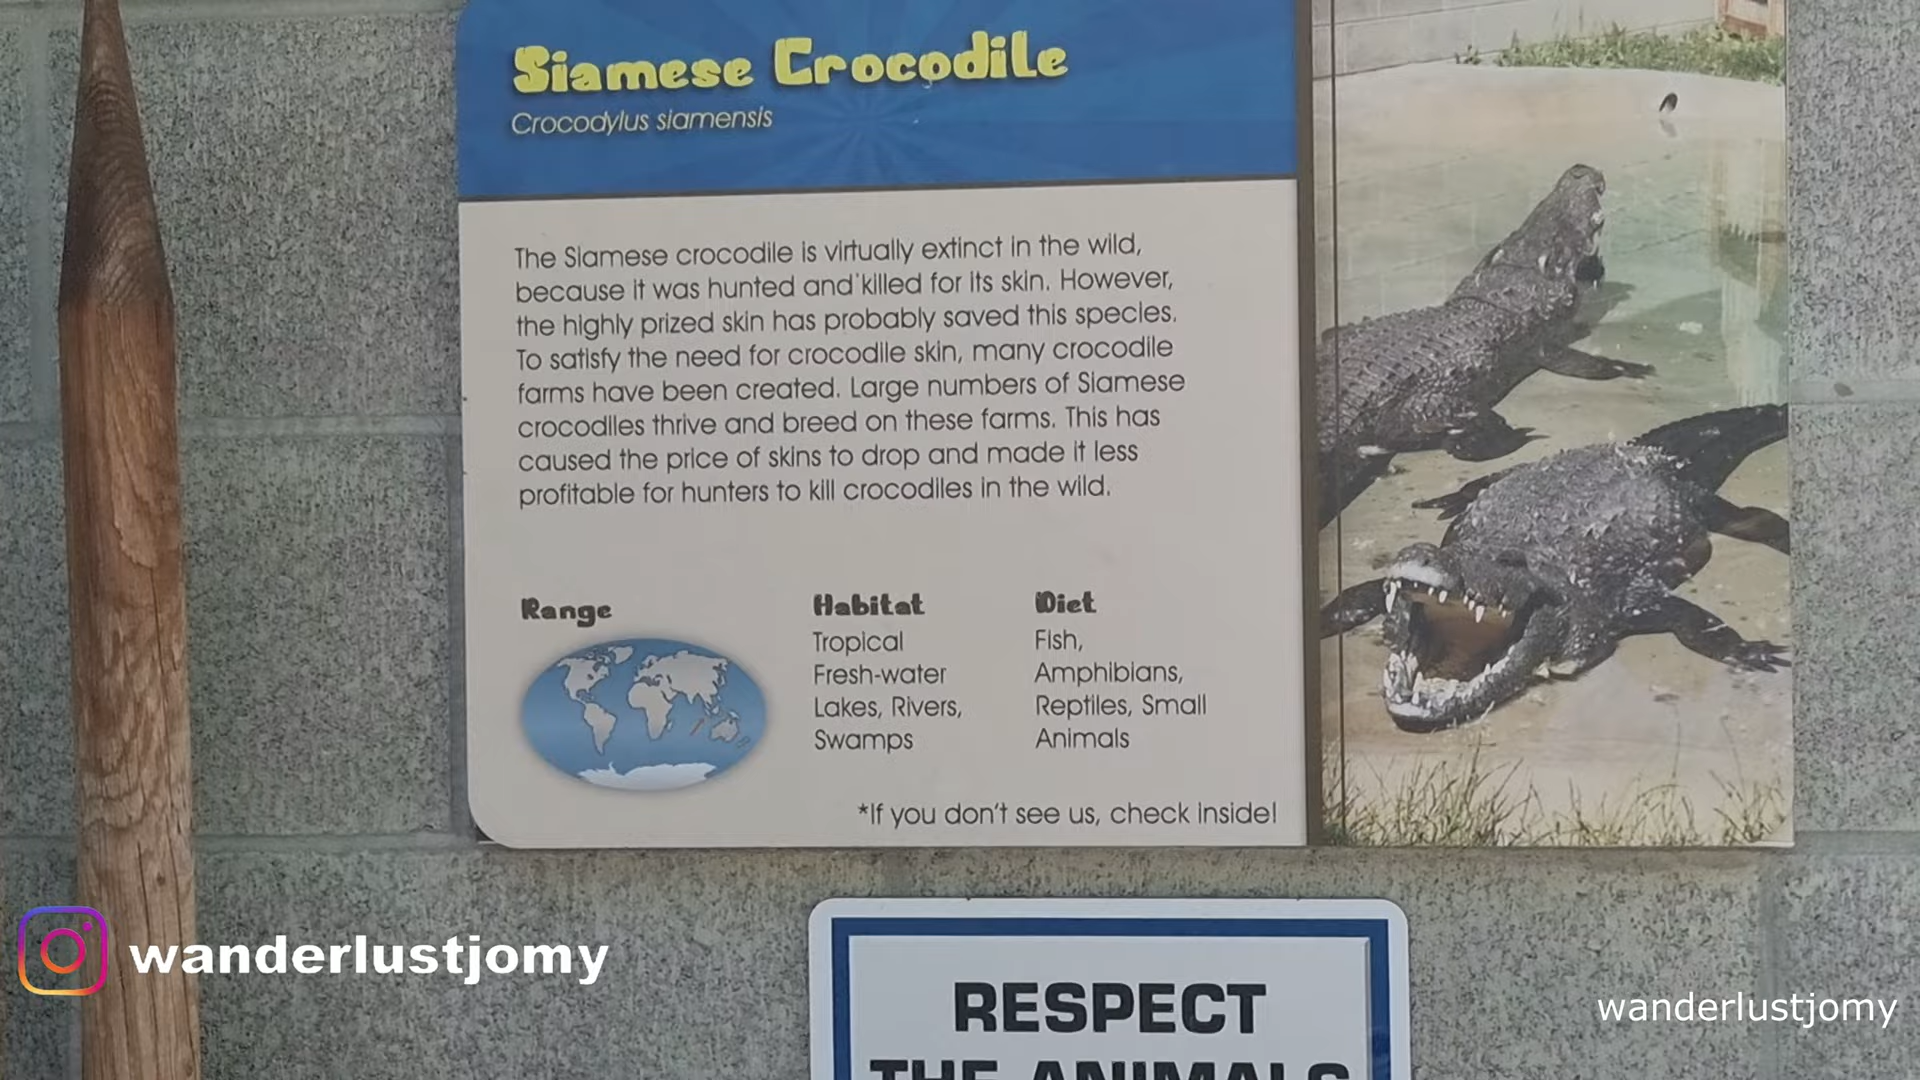 Siamese Crocodile
Crocodylus siamensis
The Siamese crocodile is virtually extinct in the wild,
because it was hunted and killed for its skin. However,
the highly prized skin has probably saved this species.
To satisfy the need for crocodile skin, many crocodile
farms have been created. Large numbers of Siamese
crocodiles thrive and breed on these farms. This has
caused the price of skins to drop and made it less
profitable for hunters to kill crocodiles in the wild.
Range
Habitat
Tropical
Fresh-water
Lakes, Rivers,
Swamps
Diet
Fish,
Amphibians,
Reptiles, Small
Animals
*If you don't see us, check inside!
RESPECT
THE ANIMALS
wanderlustjomy
wanderlustjomy